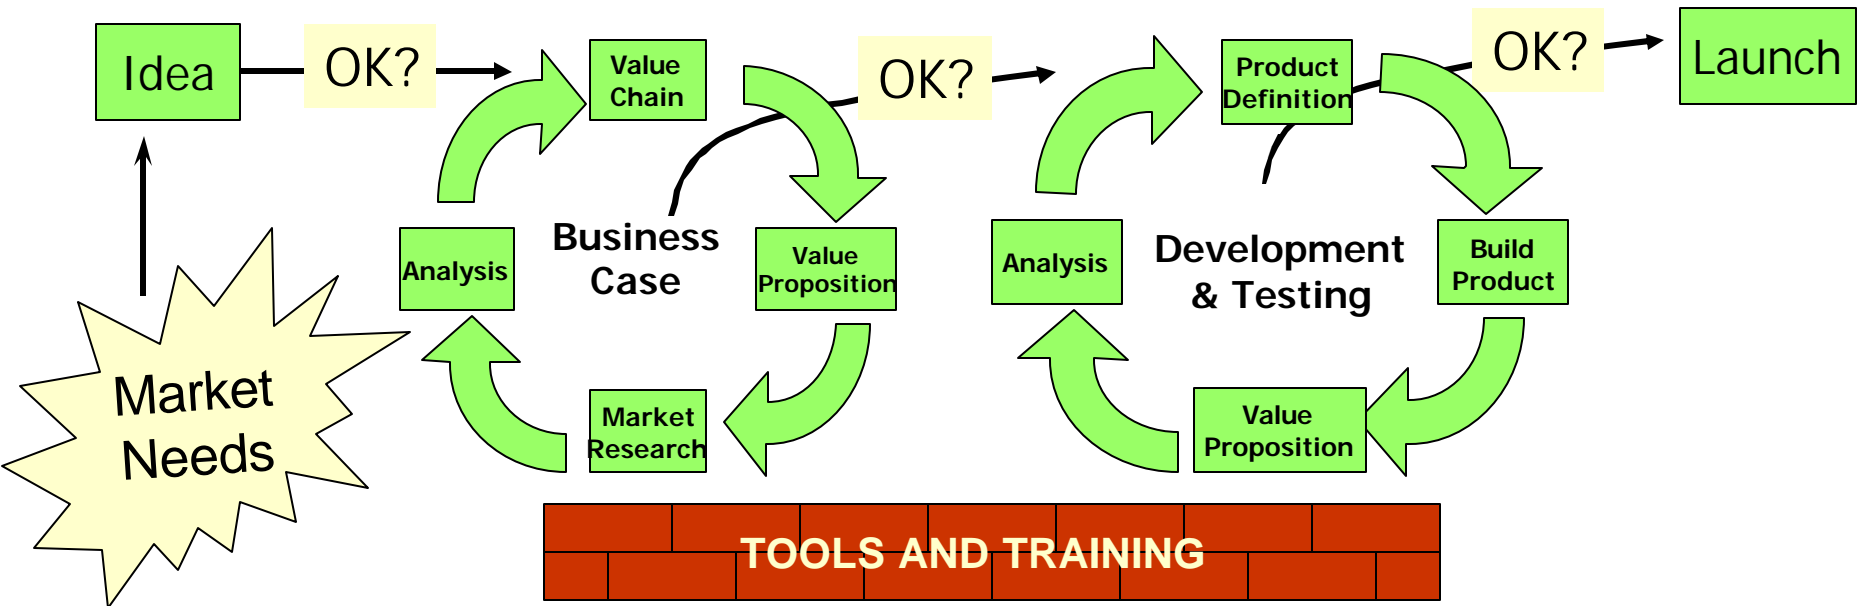 Idea
OK?
Value
Chain
OK?
Product
Definition
OK?
Launch
Analysis
Business
Case
Value
Proposition
Analysis
Development
& Testing
Build
Product
Market
Needs
Market
Research
Value
Proposition
TOOLS AND TRAINING